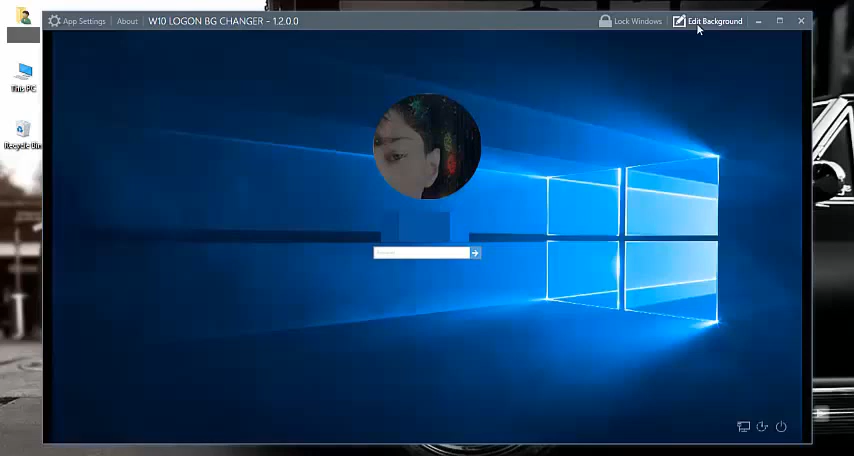 App Settings About W10 LOGON BG CHANGER - 1.2.0.0 Lock Windows Edit Background
This PC
Recycle Bin